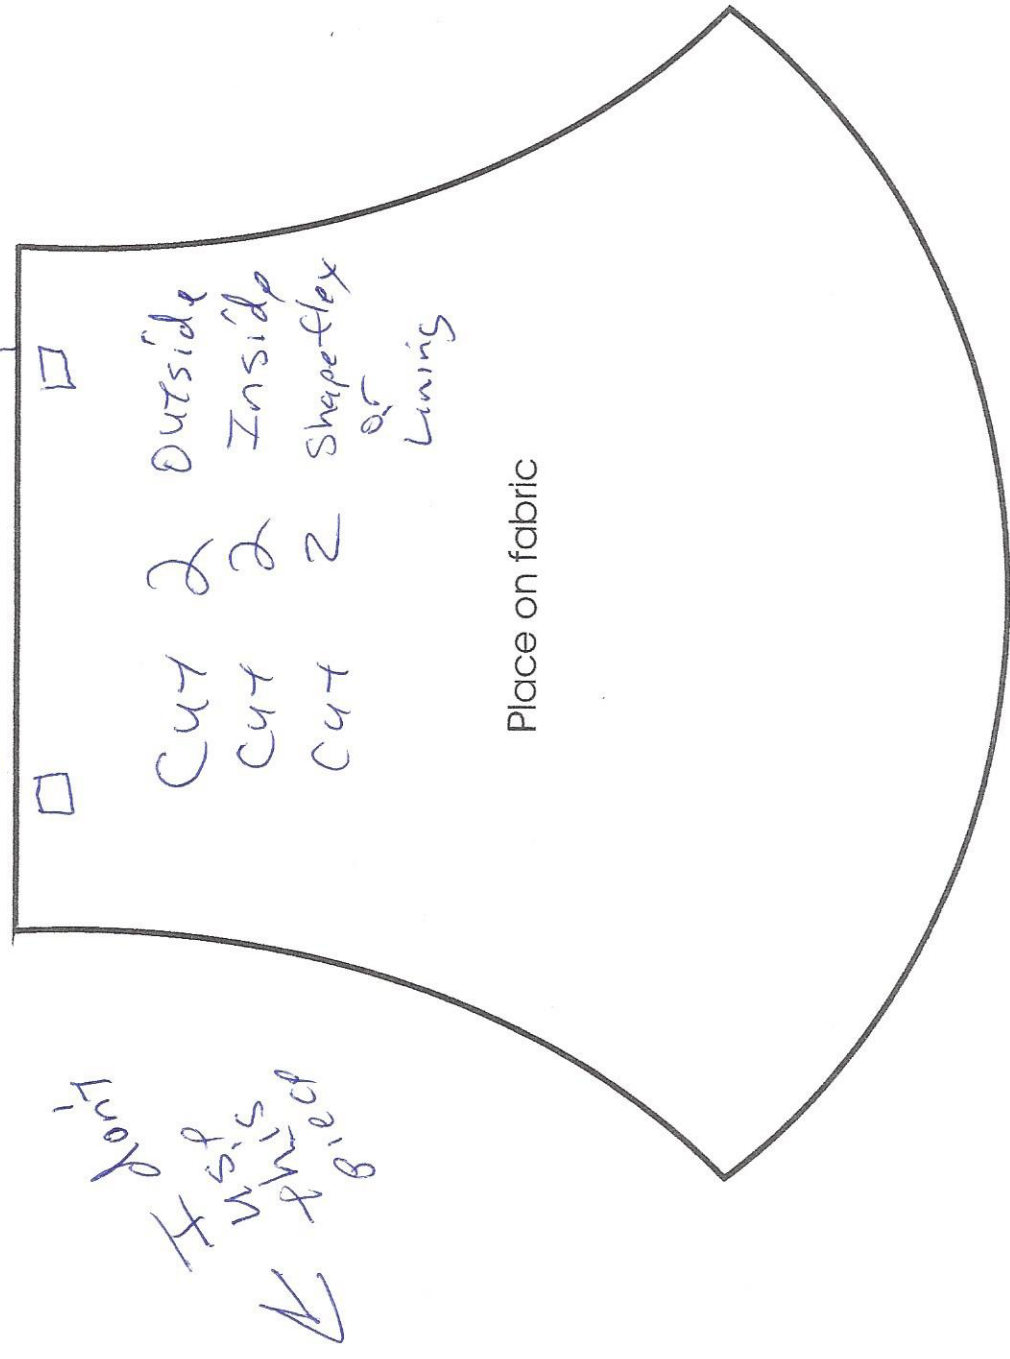 Cut 2 Outside
Cut 2 Inside
Cut 2 Shapeflex
or
Lining
Place on fabric
I don't
use
this
piece